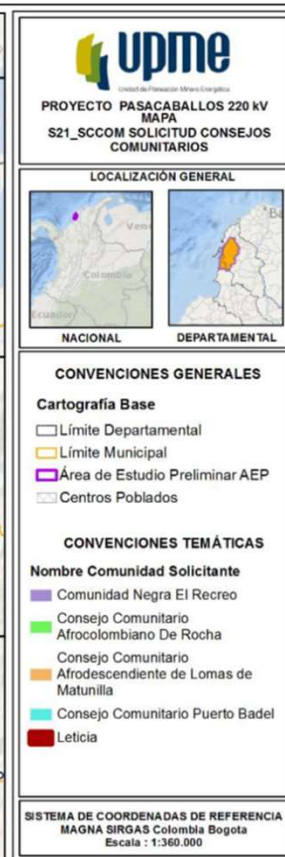 upme
Unidad de Planeación Minero Energética
PROYECTO PASACABALLOS 220 kV
MAPA
S21_SCCOM SOLICITUD CONSEJOS
COMUNITARIOS
LOCALIZACIÓN GENERAL
Vene
Colombia
Ecuador
Ba
NACIONAL
DEPARTAMENTAL
CONVENCIONES GENERALES
Cartografía Base
Límite Departamental
Límite Municipal
Área de Estudio Preliminar AEP
Centros Poblados
CONVENCIONES TEMÁTICAS
Nombre Comunidad Solicitante
Comunidad Negra El Recreo
Consejo Comunitario
Afrocolombiano De Rocha
Consejo Comunitario
Afrodescendiente de Lomas de
Matunilla
Consejo Comunitario Puerto Badel
Leticia
SISTEMA DE COORDENADAS DE REFERENCIA
MAGNA SIRGAS Colombia Bogota
Escala : 1:360.000